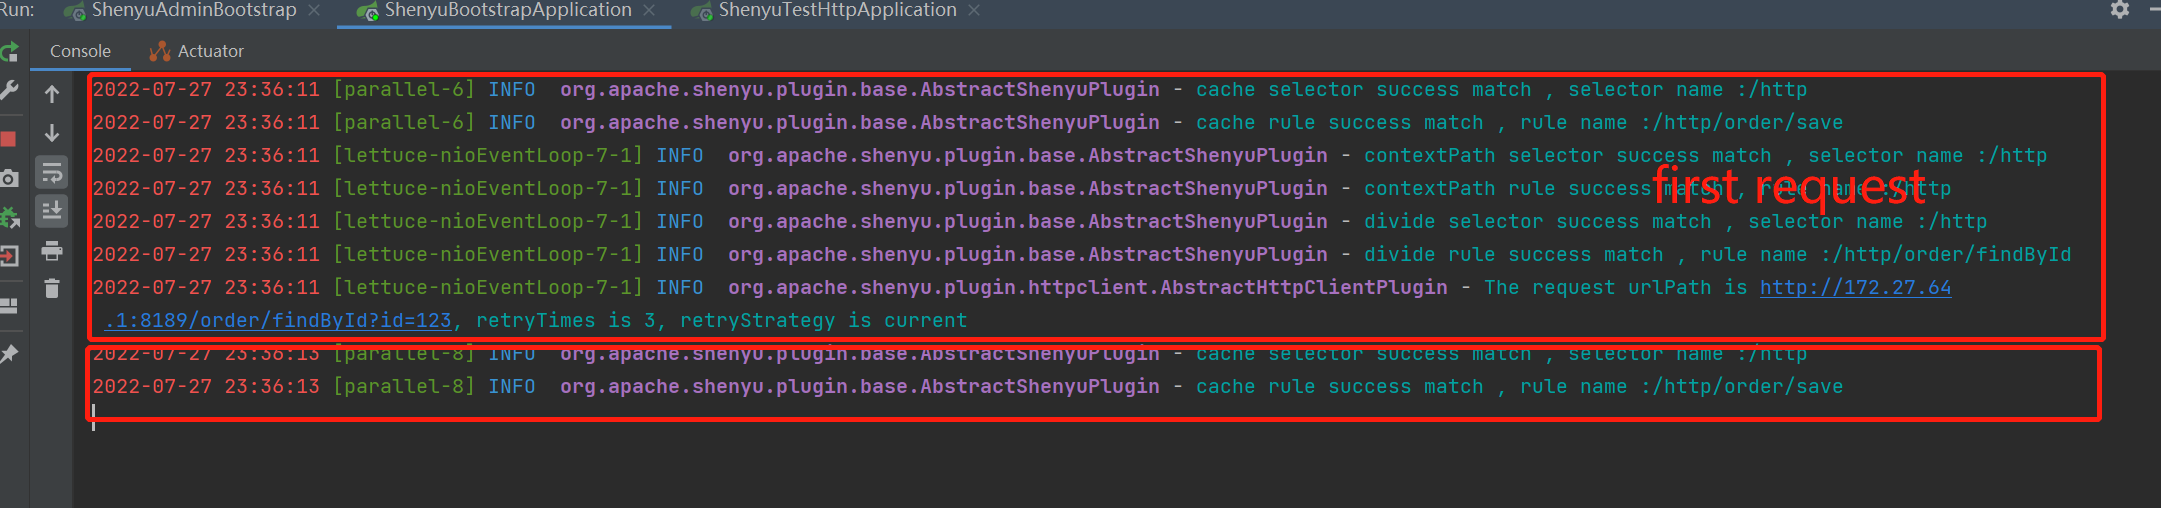 Run: ShenyuAdminBootstrap × ShenyuBootstrapApplication × ShenyuTestHttpApplication ×
Console Actuator
2022-07-27 23:36:11 [parallel-6] INFO  org.apache.shenyu.plugin.base.AbstractShenyuPlugin - cache selector success match , selector name :/http
2022-07-27 23:36:11 [parallel-6] INFO  org.apache.shenyu.plugin.base.AbstractShenyuPlugin - cache rule success match , rule name :/http/order/save
2022-07-27 23:36:11 [lettuce-nioEventLoop-7-1] INFO  org.apache.shenyu.plugin.base.AbstractShenyuPlugin - contextPath selector success match , selector name :/http
2022-07-27 23:36:11 [lettuce-nioEventLoop-7-1] INFO  org.apache.shenyu.plugin.base.AbstractShenyuPlugin - contextPath rule success match , rule name :/http
first request
2022-07-27 23:36:11 [lettuce-nioEventLoop-7-1] INFO  org.apache.shenyu.plugin.base.AbstractShenyuPlugin - divide selector success match , selector name :/http
2022-07-27 23:36:11 [lettuce-nioEventLoop-7-1] INFO  org.apache.shenyu.plugin.base.AbstractShenyuPlugin - divide rule success match , rule name :/http/order/findById
2022-07-27 23:36:11 [lettuce-nioEventLoop-7-1] INFO  org.apache.shenyu.plugin.httpclient.AbstractHttpClientPlugin - The request urlPath is http://172.27.64
.1:8189/order/findById?id=123, retryTimes is 3, retryStrategy is current
2022-07-27 23:36:13 [parallel-8] INFO  org.apache.shenyu.plugin.base.AbstractShenyuPlugin - cache selector success match , selector name :/http
2022-07-27 23:36:13 [parallel-8] INFO  org.apache.shenyu.plugin.base.AbstractShenyuPlugin - cache rule success match , rule name :/http/order/save